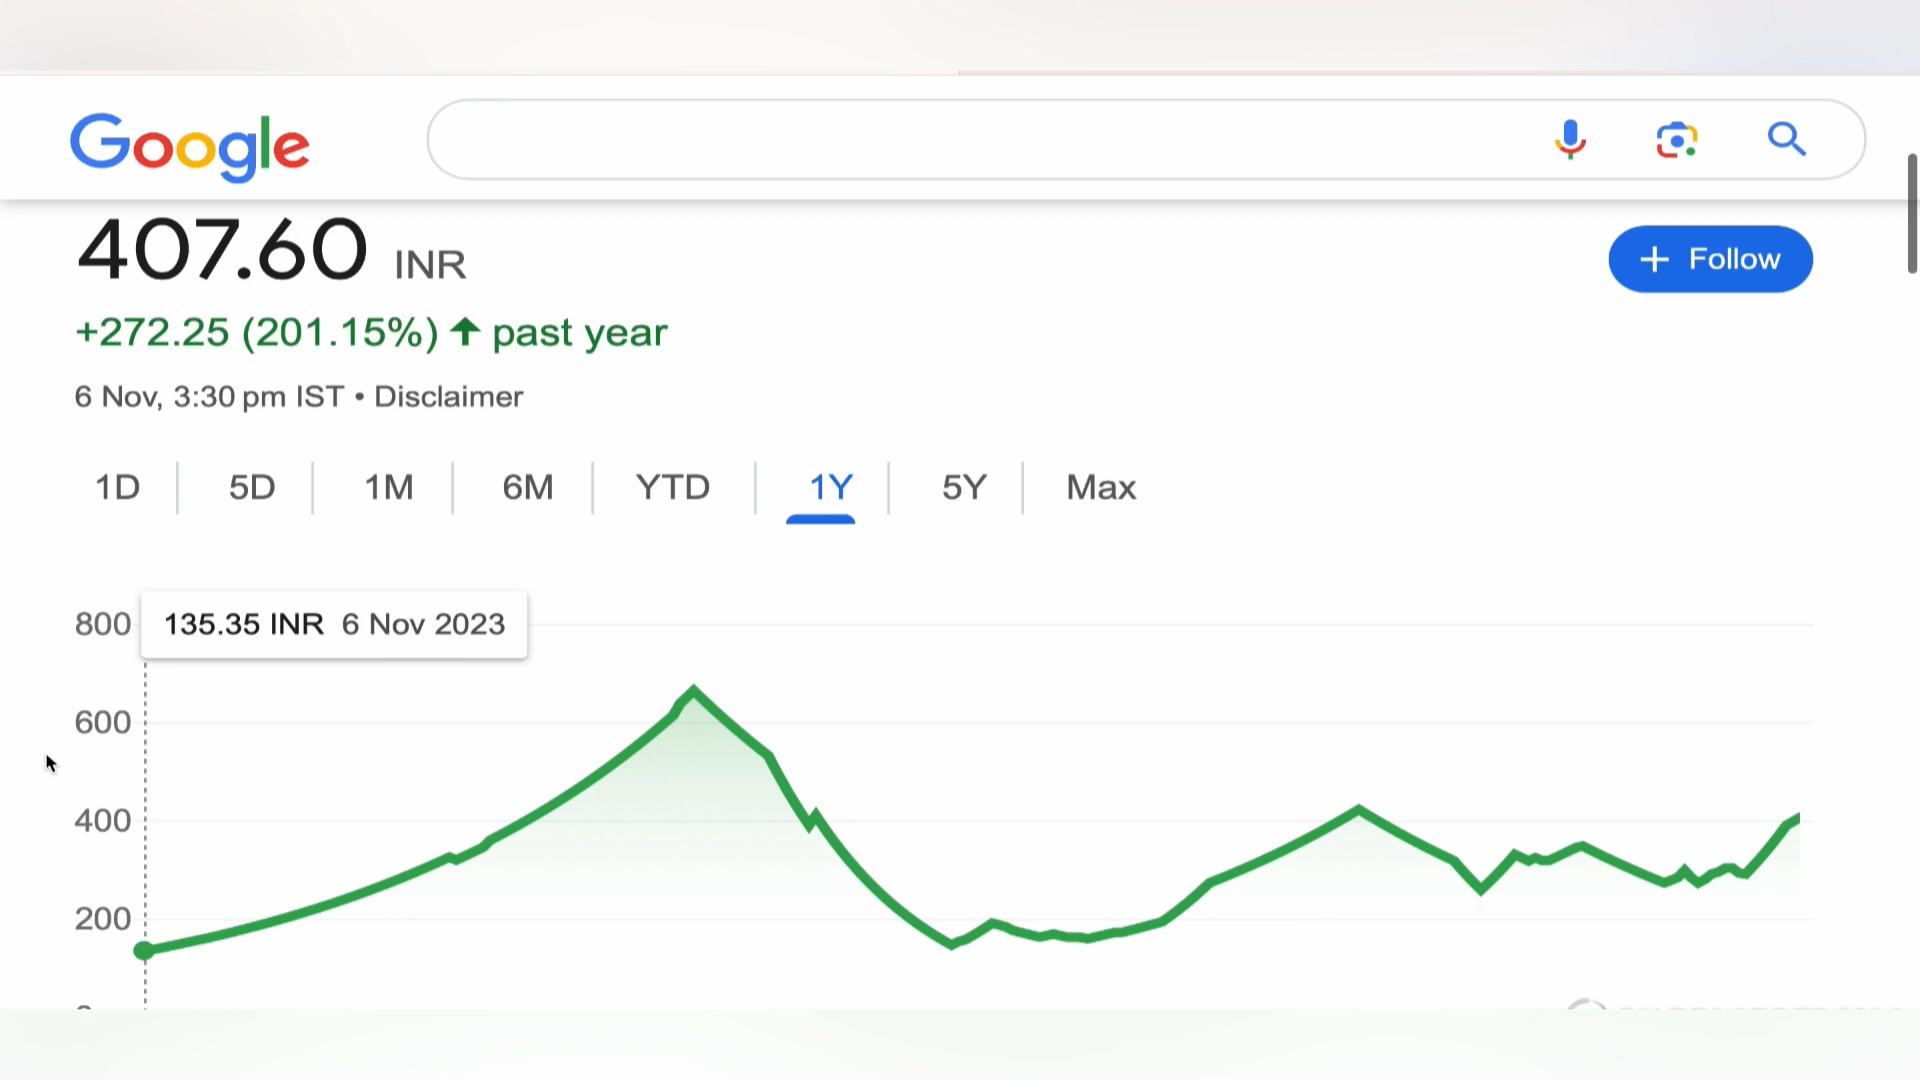 Google
407.60 INR
+ Follow
+272.25 (201.15%) ↑ past year
6 Nov, 3:30 pm IST • Disclaimer
1D 5D 1M 6M YTD 1Y 5Y Max
800
135.35 INR 6 Nov 2023
600
400
200